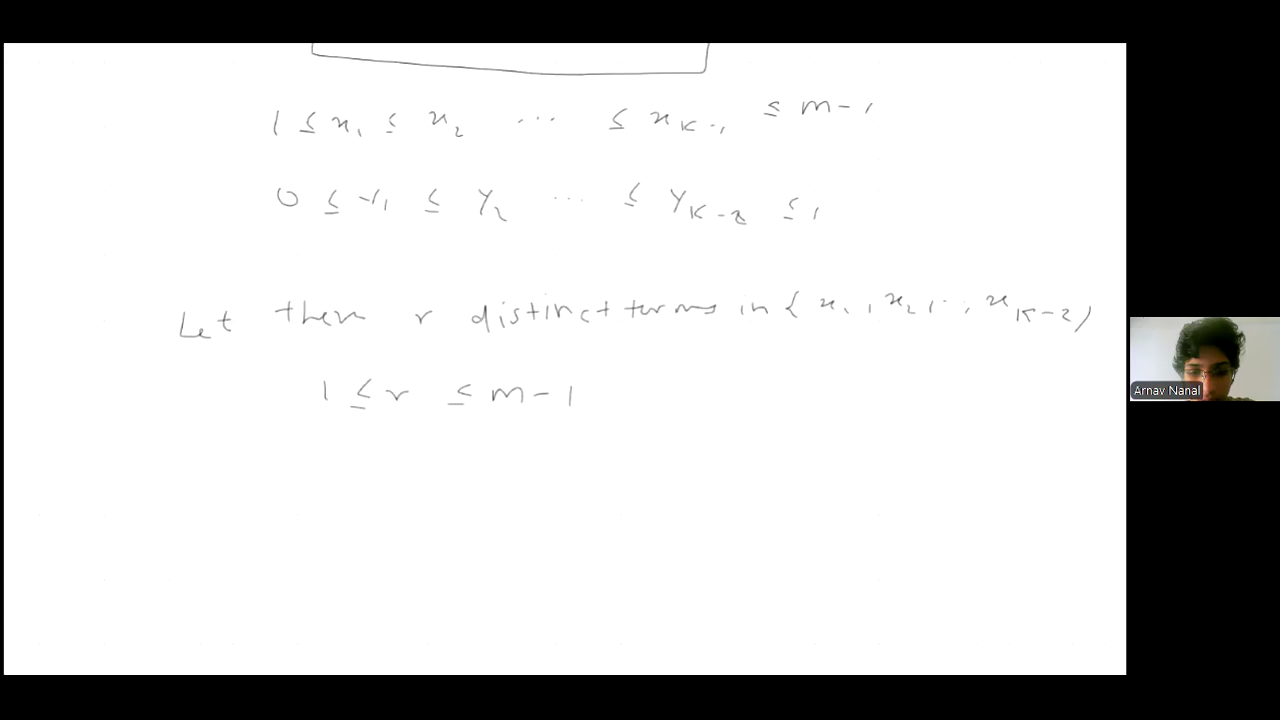 1 ≤ x₁ ≤ x₂ ... ≤ x_{K-1} ≤ m-1
0 ≤ y₁ ≤ y₂ ... ≤ y_{K-2} ≤ 1
Let there r distinct terms in { x₁, x₂, .., x_{K-2} }
1 ≤ r ≤ m-1
Arnav Nanal